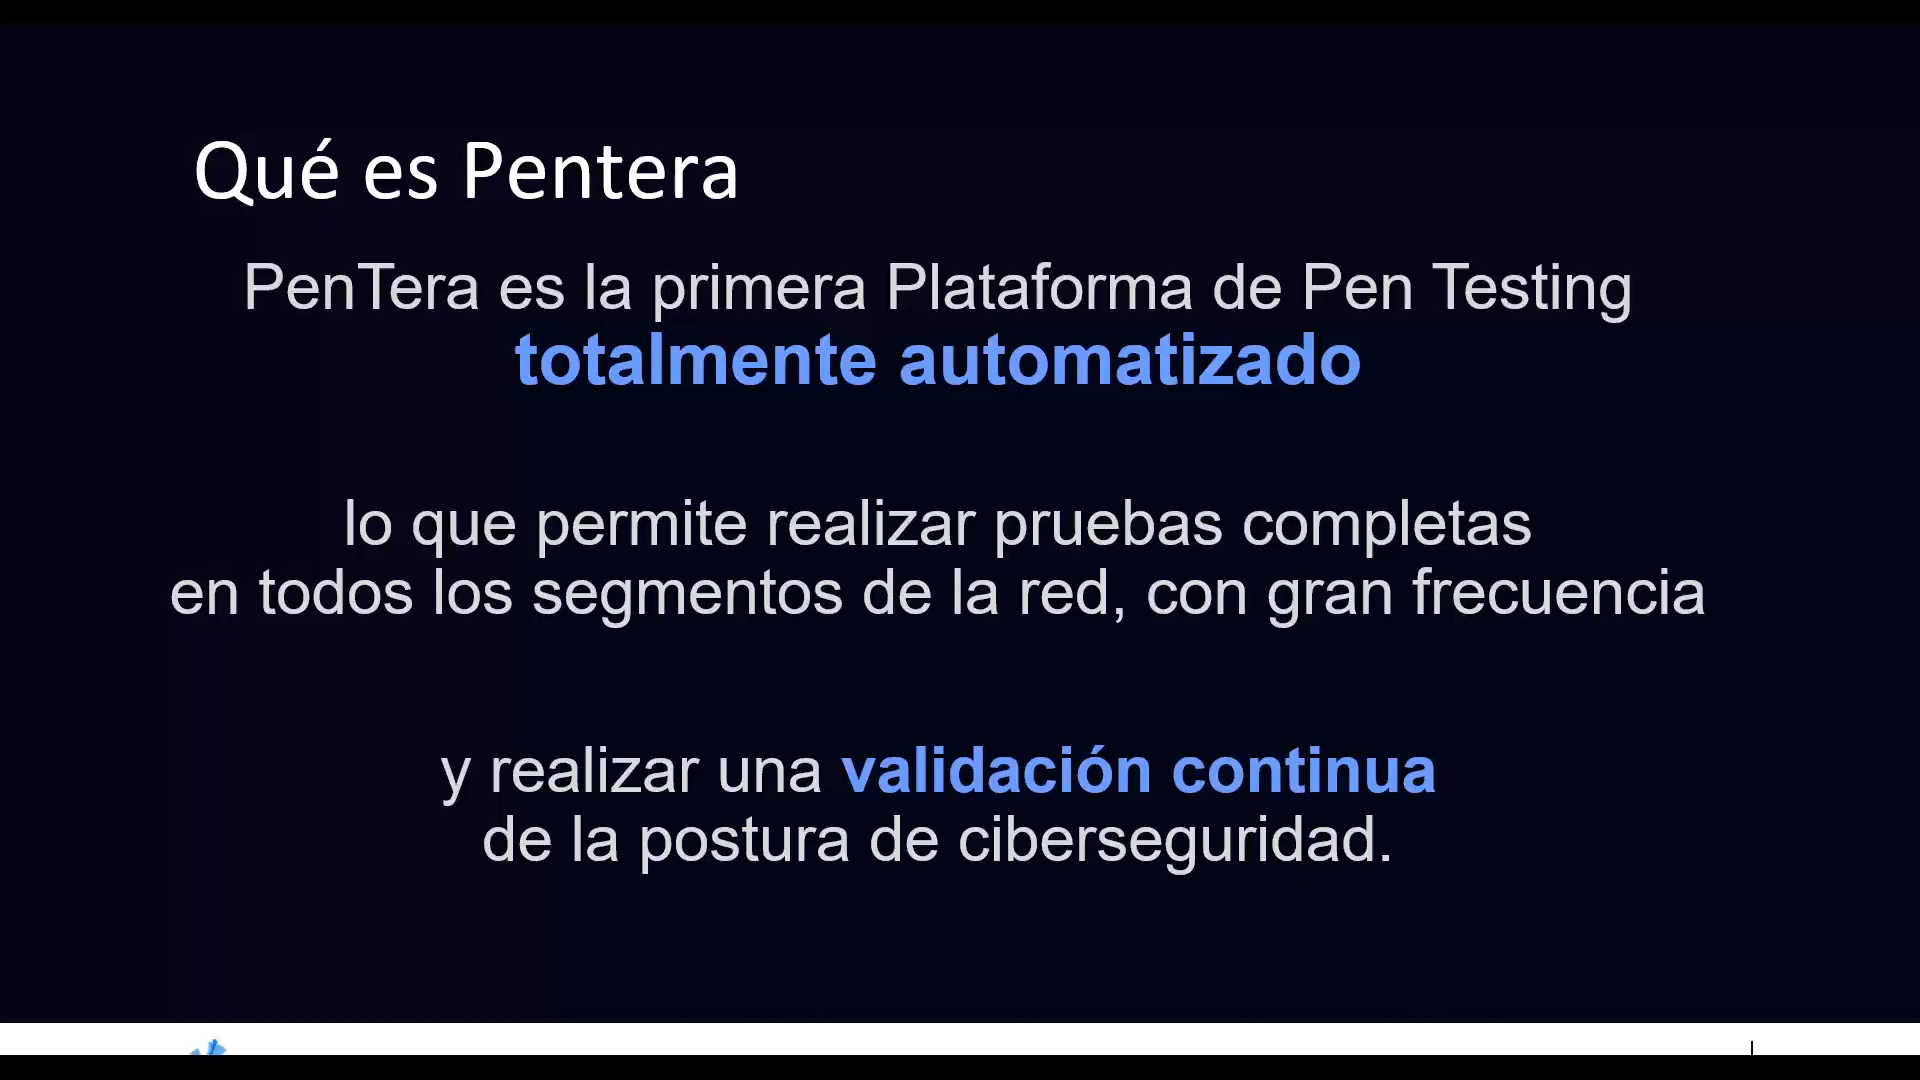 Qué es Pentera
PenTera es la primera Plataforma de Pen Testing
totalmente automatizado
lo que permite realizar pruebas completas
en todos los segmentos de la red, con gran frecuencia
y realizar una validación continua
de la postura de ciberseguridad.